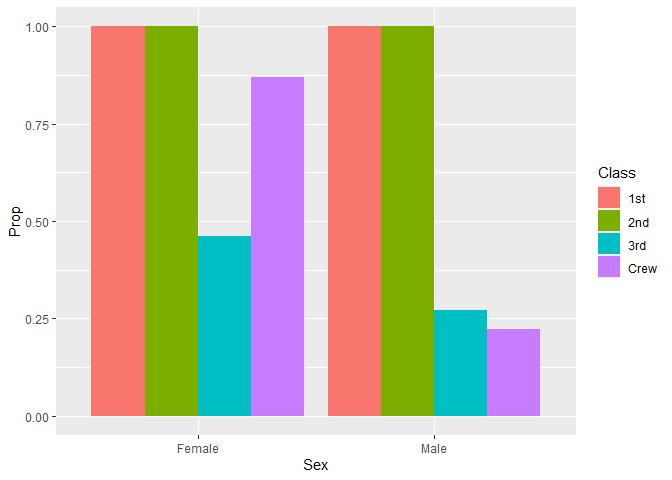 1.00
0.75
0.50
0.25
0.00
Prop
Female
Male
Sex
Class
1st
2nd
3rd
Crew